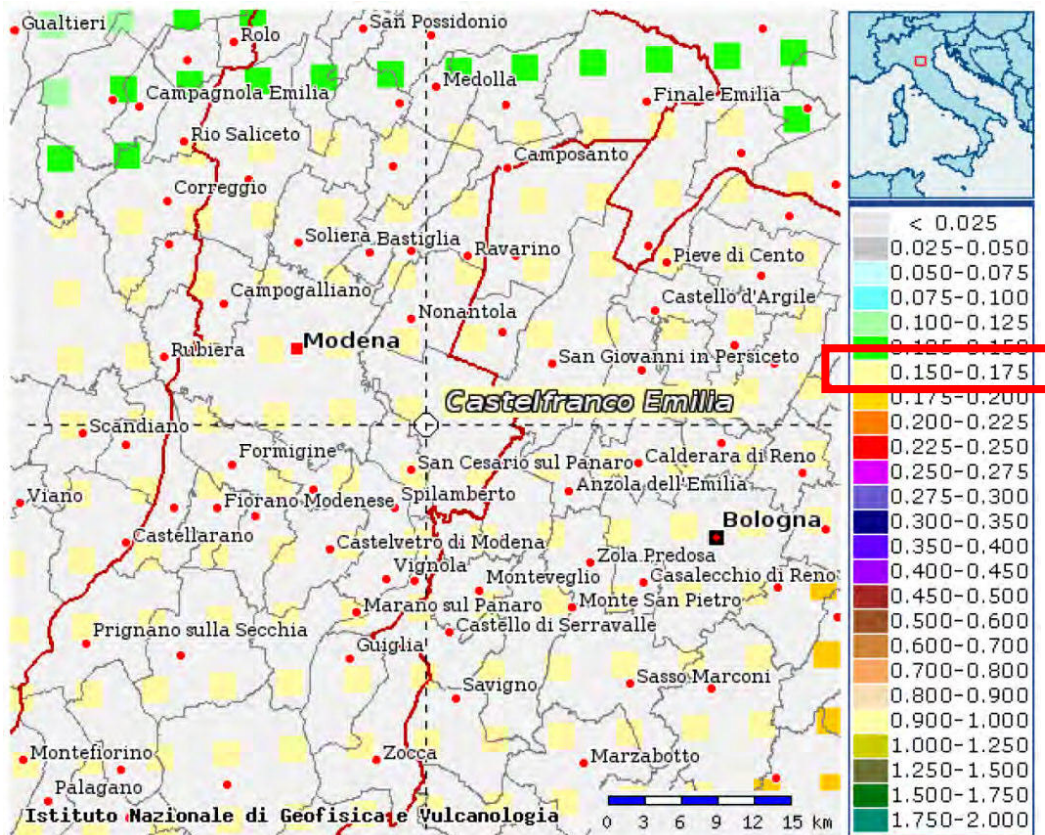 Gualtieri
San Possidonio
Rolo
Medolla
Campagnola Emilia
Finale Emilia
Rio Saliceto
Camposanto
Correggio
Soliera
Bastiglia
Ravarino
Pieve di Cento
Campogalliano
Castello d'Argile
Nonantola
Modena
Rubiera
San Giovanni in Persiceto
Castelfranco Emilia
Scandiano
Formigine
San Cesario sul Panaro
Calderara di Reno
Viano
Fiorano Modenese
Spilamberto
Anzola dell'Emilia
Bologna
Castellarano
Castelvetro di Modena
Zola Predosa
Vignola
Monteveglio
Casalecchio di Reno
Marano sul Panaro
Monte San Pietro
Prignano sulla Secchia
Castello di Serravalle
Guiglia
Savigno
Sasso Marconi
Montefiorino
Zocca
Marzabotto
Palagano
Istituto Nazionale di Geofisica e Vulcanologia
0 3 6 9 12 15 km
< 0.025
0.025-0.050
0.050-0.075
0.075-0.100
0.100-0.125
0.125-0.150
0.150-0.175
0.175-0.200
0.200-0.225
0.225-0.250
0.250-0.275
0.275-0.300
0.300-0.350
0.350-0.400
0.400-0.450
0.450-0.500
0.500-0.600
0.600-0.700
0.700-0.800
0.800-0.900
0.900-1.000
1.000-1.250
1.250-1.500
1.500-1.750
1.750-2.000